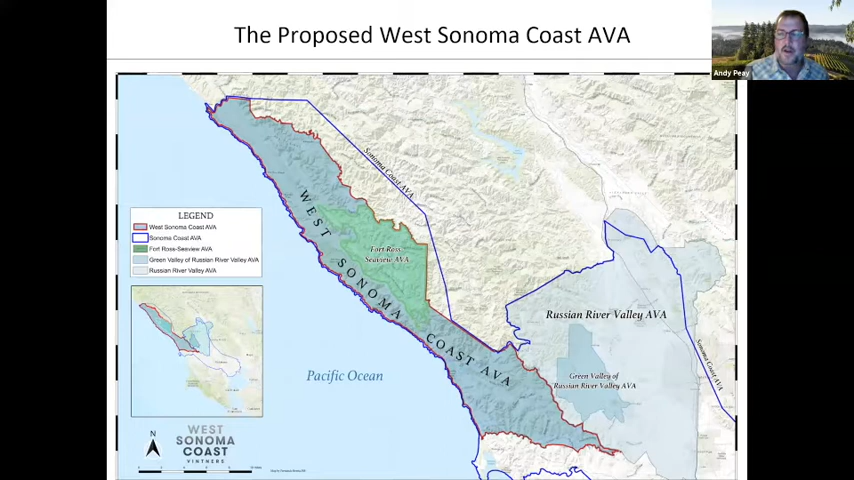 The Proposed West Sonoma Coast AVA
Andy Peay
Sonoma Coast AVA
WEST SONOMA COAST AVA
Fort Ross-
Seaview AVA
LEGEND
West Sonoma Coast AVA
Sonoma Coast AVA
Fort Ross-Seaview AVA
Green Valley of Russian River Valley AVA
Russian River Valley AVA
Russian River Valley AVA
Green Valley of
Russian River Valley AVA
Sonoma Coast AVA
Pacific Ocean
N
WEST
SONOMA
COAST
VINTNERS